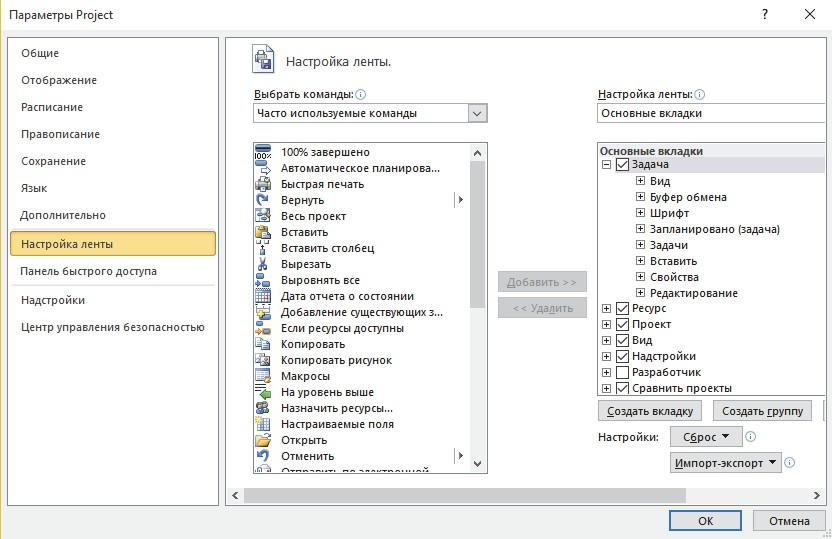 Параметры Project
?
Общие
Отображение
Расписание
Правописание
Сохранение
Язык
Дополнительно
Настройка ленты
Панель быстрого доступа
Надстройки
Центр управления безопасностью
Настройка ленты.
Выбрать команды:
Часто используемые команды
100% завершено
Автоматическое планирова...
Быстрая печать
Вернуть
Весь проект
Вставить
Вставить столбец
Вырезать
Выровнять все
Дата отчета о состоянии
Добавление существующих з...
Если ресурсы доступны
Копировать
Копировать рисунок
Макросы
На уровень выше
Назначить ресурсы...
Настраиваемые поля
Открыть
Отменить
Отправить по электронной
Добавить >>
<< Удалить
Настройка ленты:
Основные вкладки
Основные вкладки
Задача
Вид
Буфер обмена
Шрифт
Запланировано (задача)
Задачи
Вставить
Свойства
Редактирование
Ресурс
Проект
Вид
Надстройки
Разработчик
Сравнить проекты
Создать вкладку
Создать группу
Настройки:
Сброс
Импорт-экспорт
ОК
Отмена